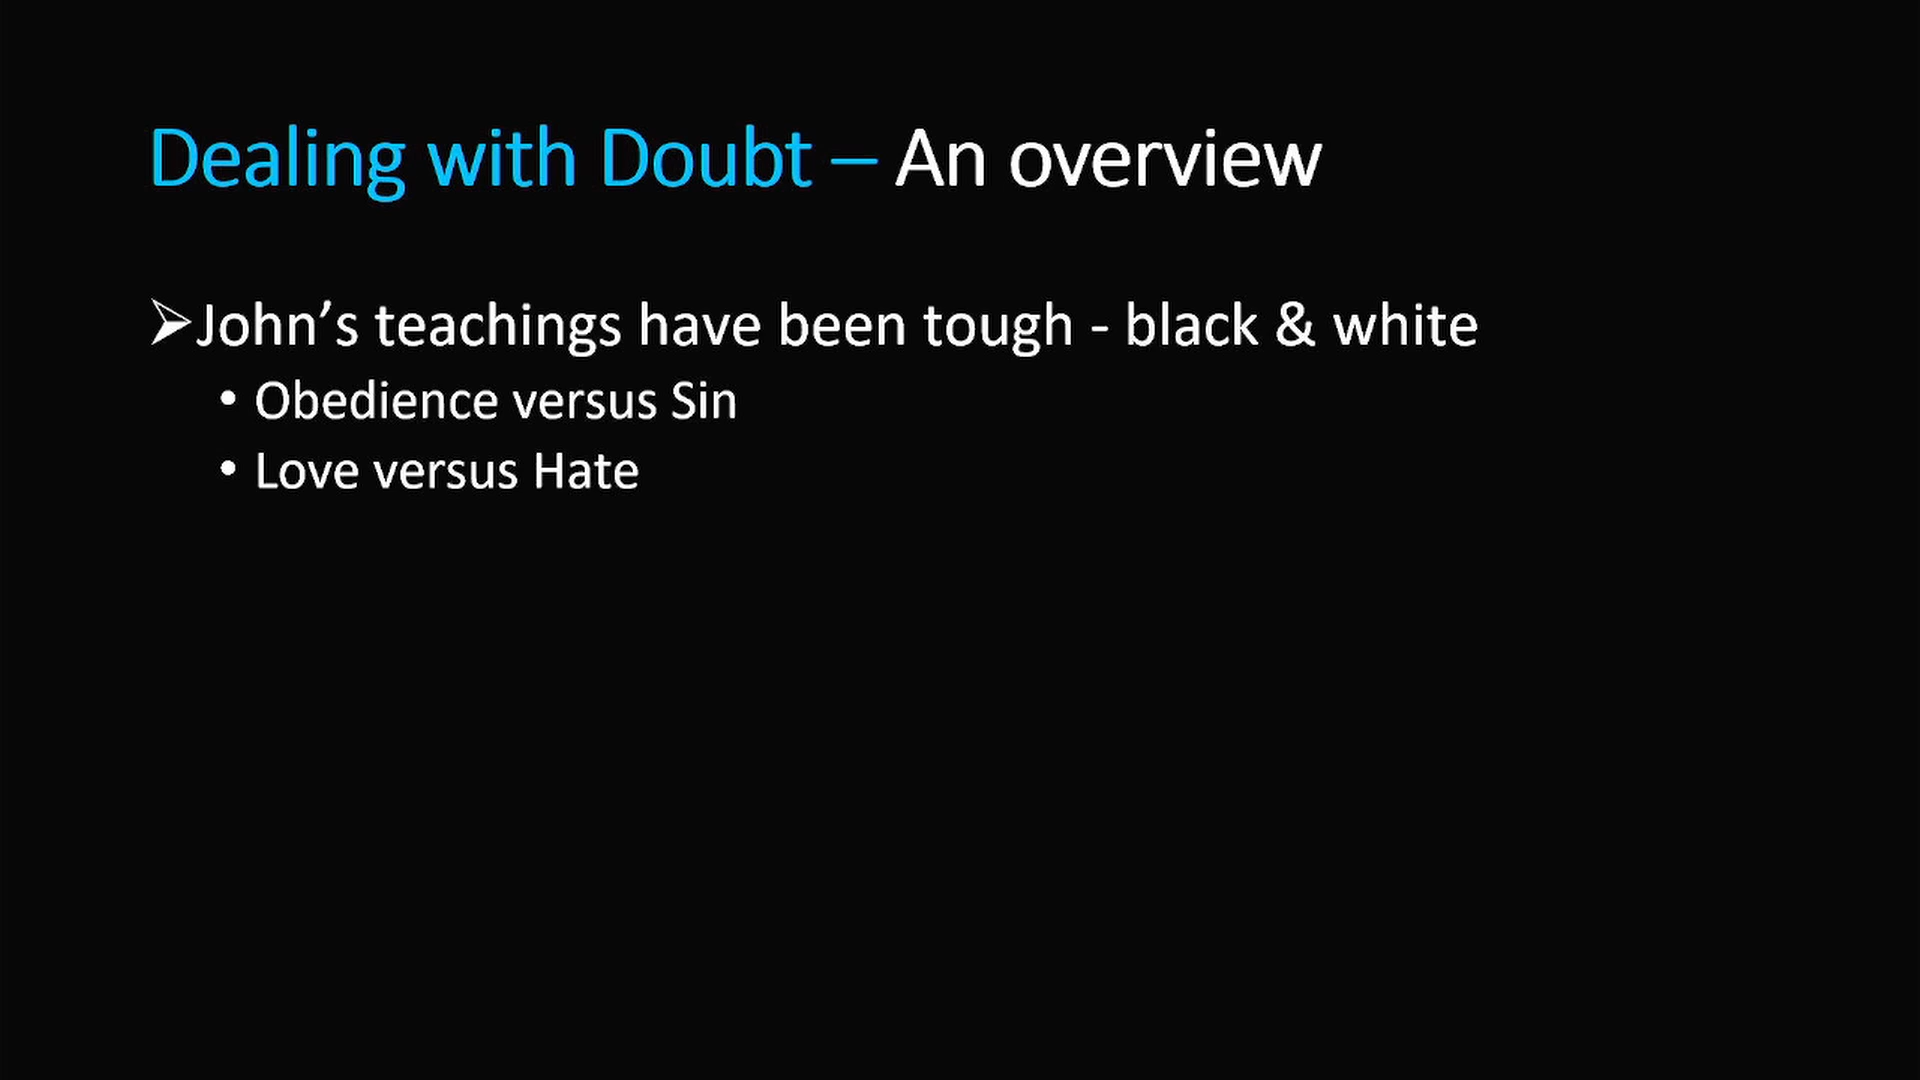 Dealing with Doubt – An overview
➢John’s teachings have been tough - black & white
• Obedience versus Sin
• Love versus Hate